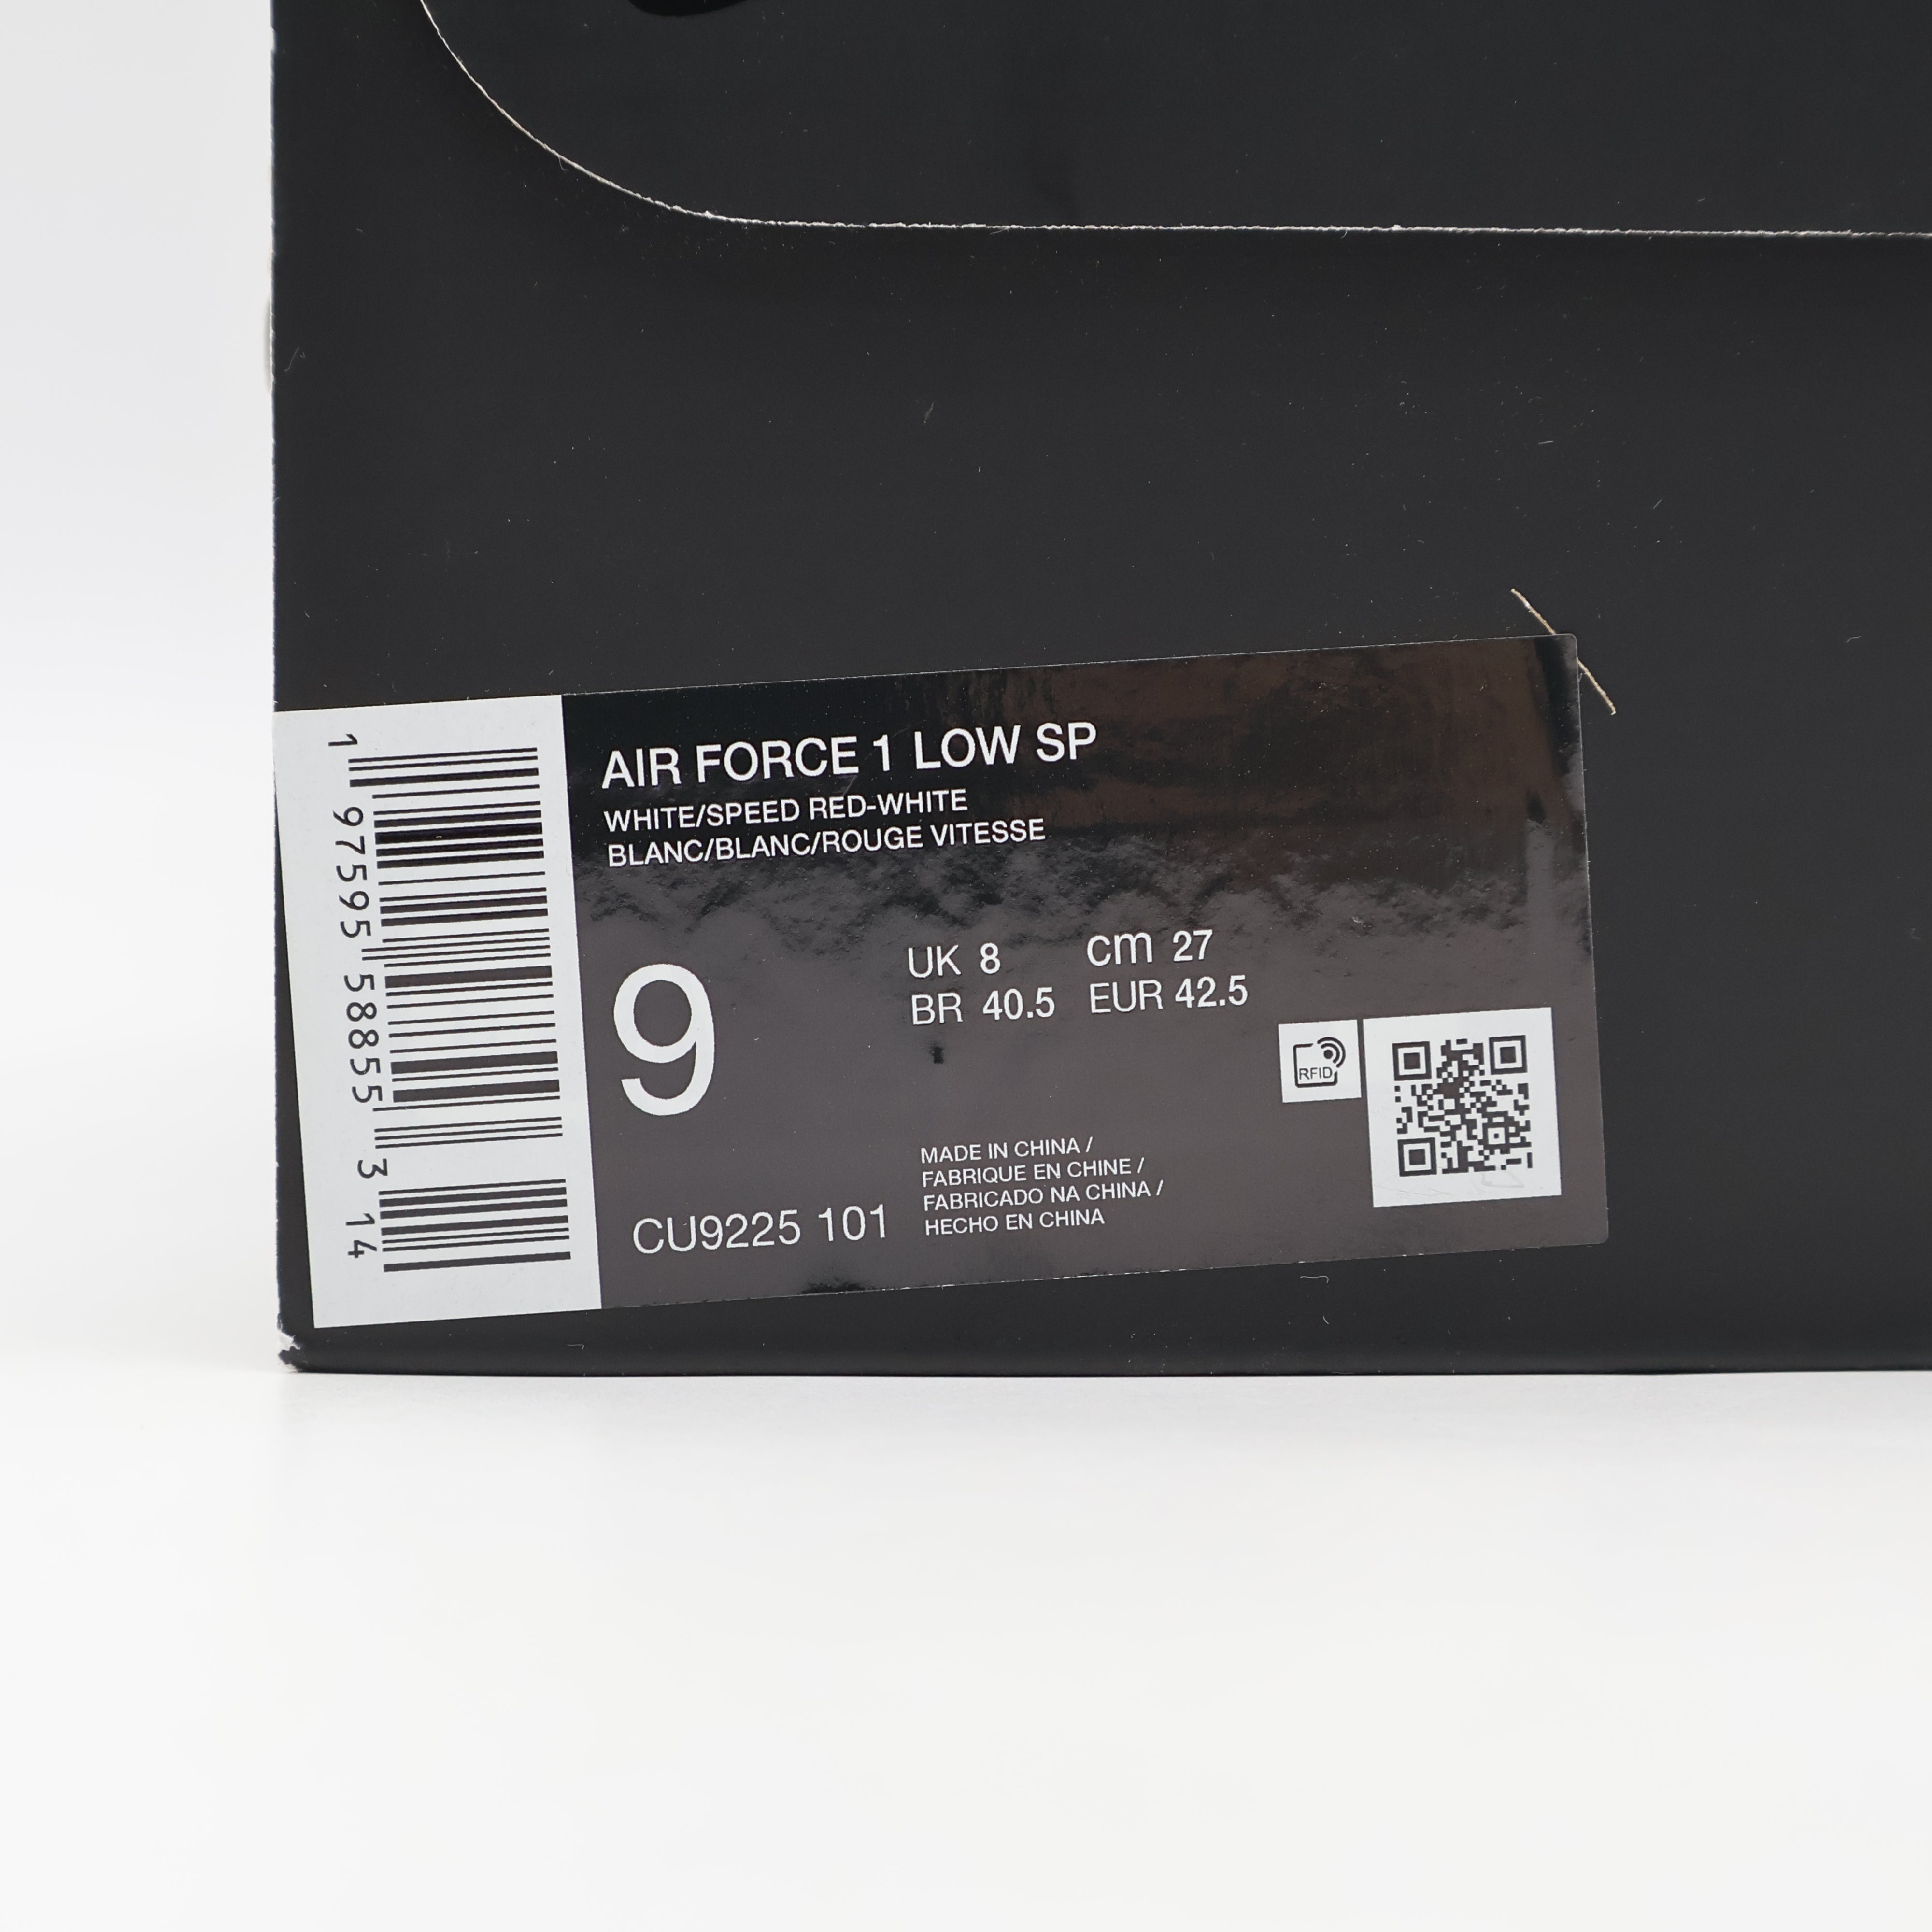 AIR FORCE 1 LOW SP
WHITE/SPEED RED-WHITE
BLANC/BLANC/ROUGE VITESSE
9
UK 8 cm 27
BR 40.5 EUR 42.5
RFID
MADE IN CHINA /
FABRIQUE EN CHINE /
FABRICADO NA CHINA /
HECHO EN CHINA
CU9225 101
1 97595 58855 3 14